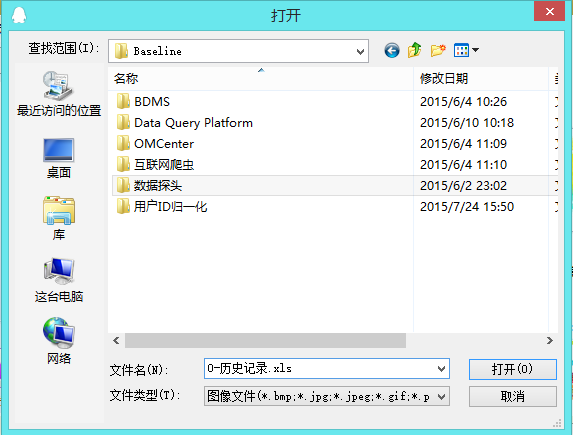 打开
查找范围(I):
Baseline
名称
修改日期
BDMS
2015/6/4 10:26
Data Query Platform
2015/6/10 10:18
OMCenter
2015/6/4 11:09
互联网爬虫
2015/6/4 11:10
数据探头
2015/6/2 23:02
用户ID归一化
2015/7/24 15:50
最近访问的位置
桌面
库
这台电脑
网络
文件名(N):
0-历史记录.xls
打开(O)
文件类型(T):
图像文件(*.bmp;*.jpg;*.jpeg;*.gif;*.p
取消